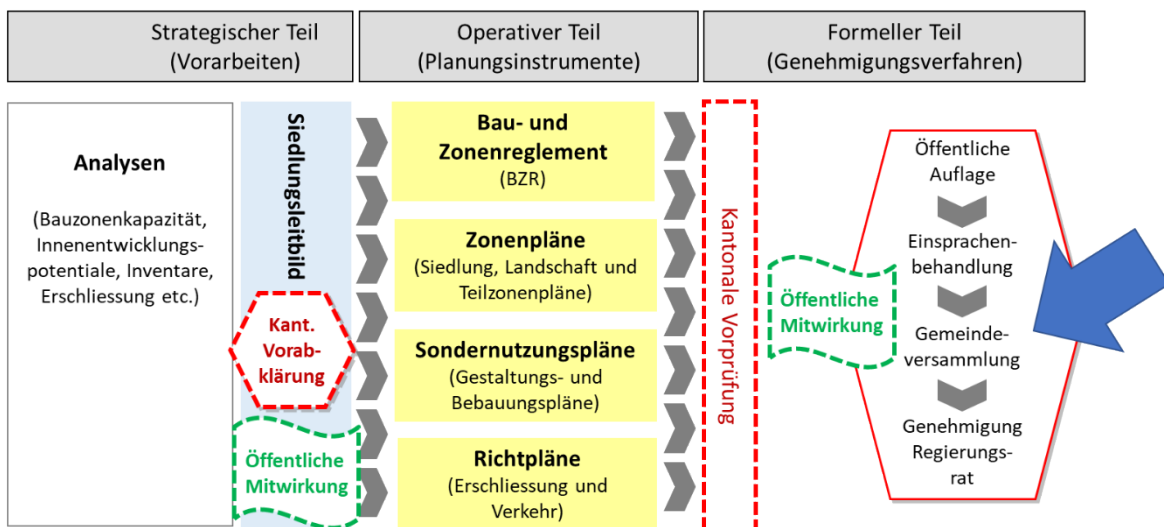 Strategischer Teil
(Vorarbeiten)
Operativer Teil
(Planungsinstrumente)
Formeller Teil
(Genehmigungsverfahren)
Analysen
(Bauzonenkapazität,
Innenentwicklungs-
potentiale, Inventare,
Erschliessung etc.)
Siedlungsleitbild
Kant.
Vorab-
klärung
Öffentliche
Mitwirkung
Bau- und
Zonenreglement
(BZR)
Zonenpläne
(Siedlung, Landschaft und
Teilzonenpläne)
Sondernutzungspläne
(Gestaltungs- und
Bebauungspläne)
Richtpläne
(Erschliessung und
Verkehr)
Kantonale Vorprüfung
Öffentliche
Mitwirkung
Öffentliche
Auflage
Einsprachen-
behandlung
Gemeinde-
versammlung
Genehmigung
Regierungs-
rat